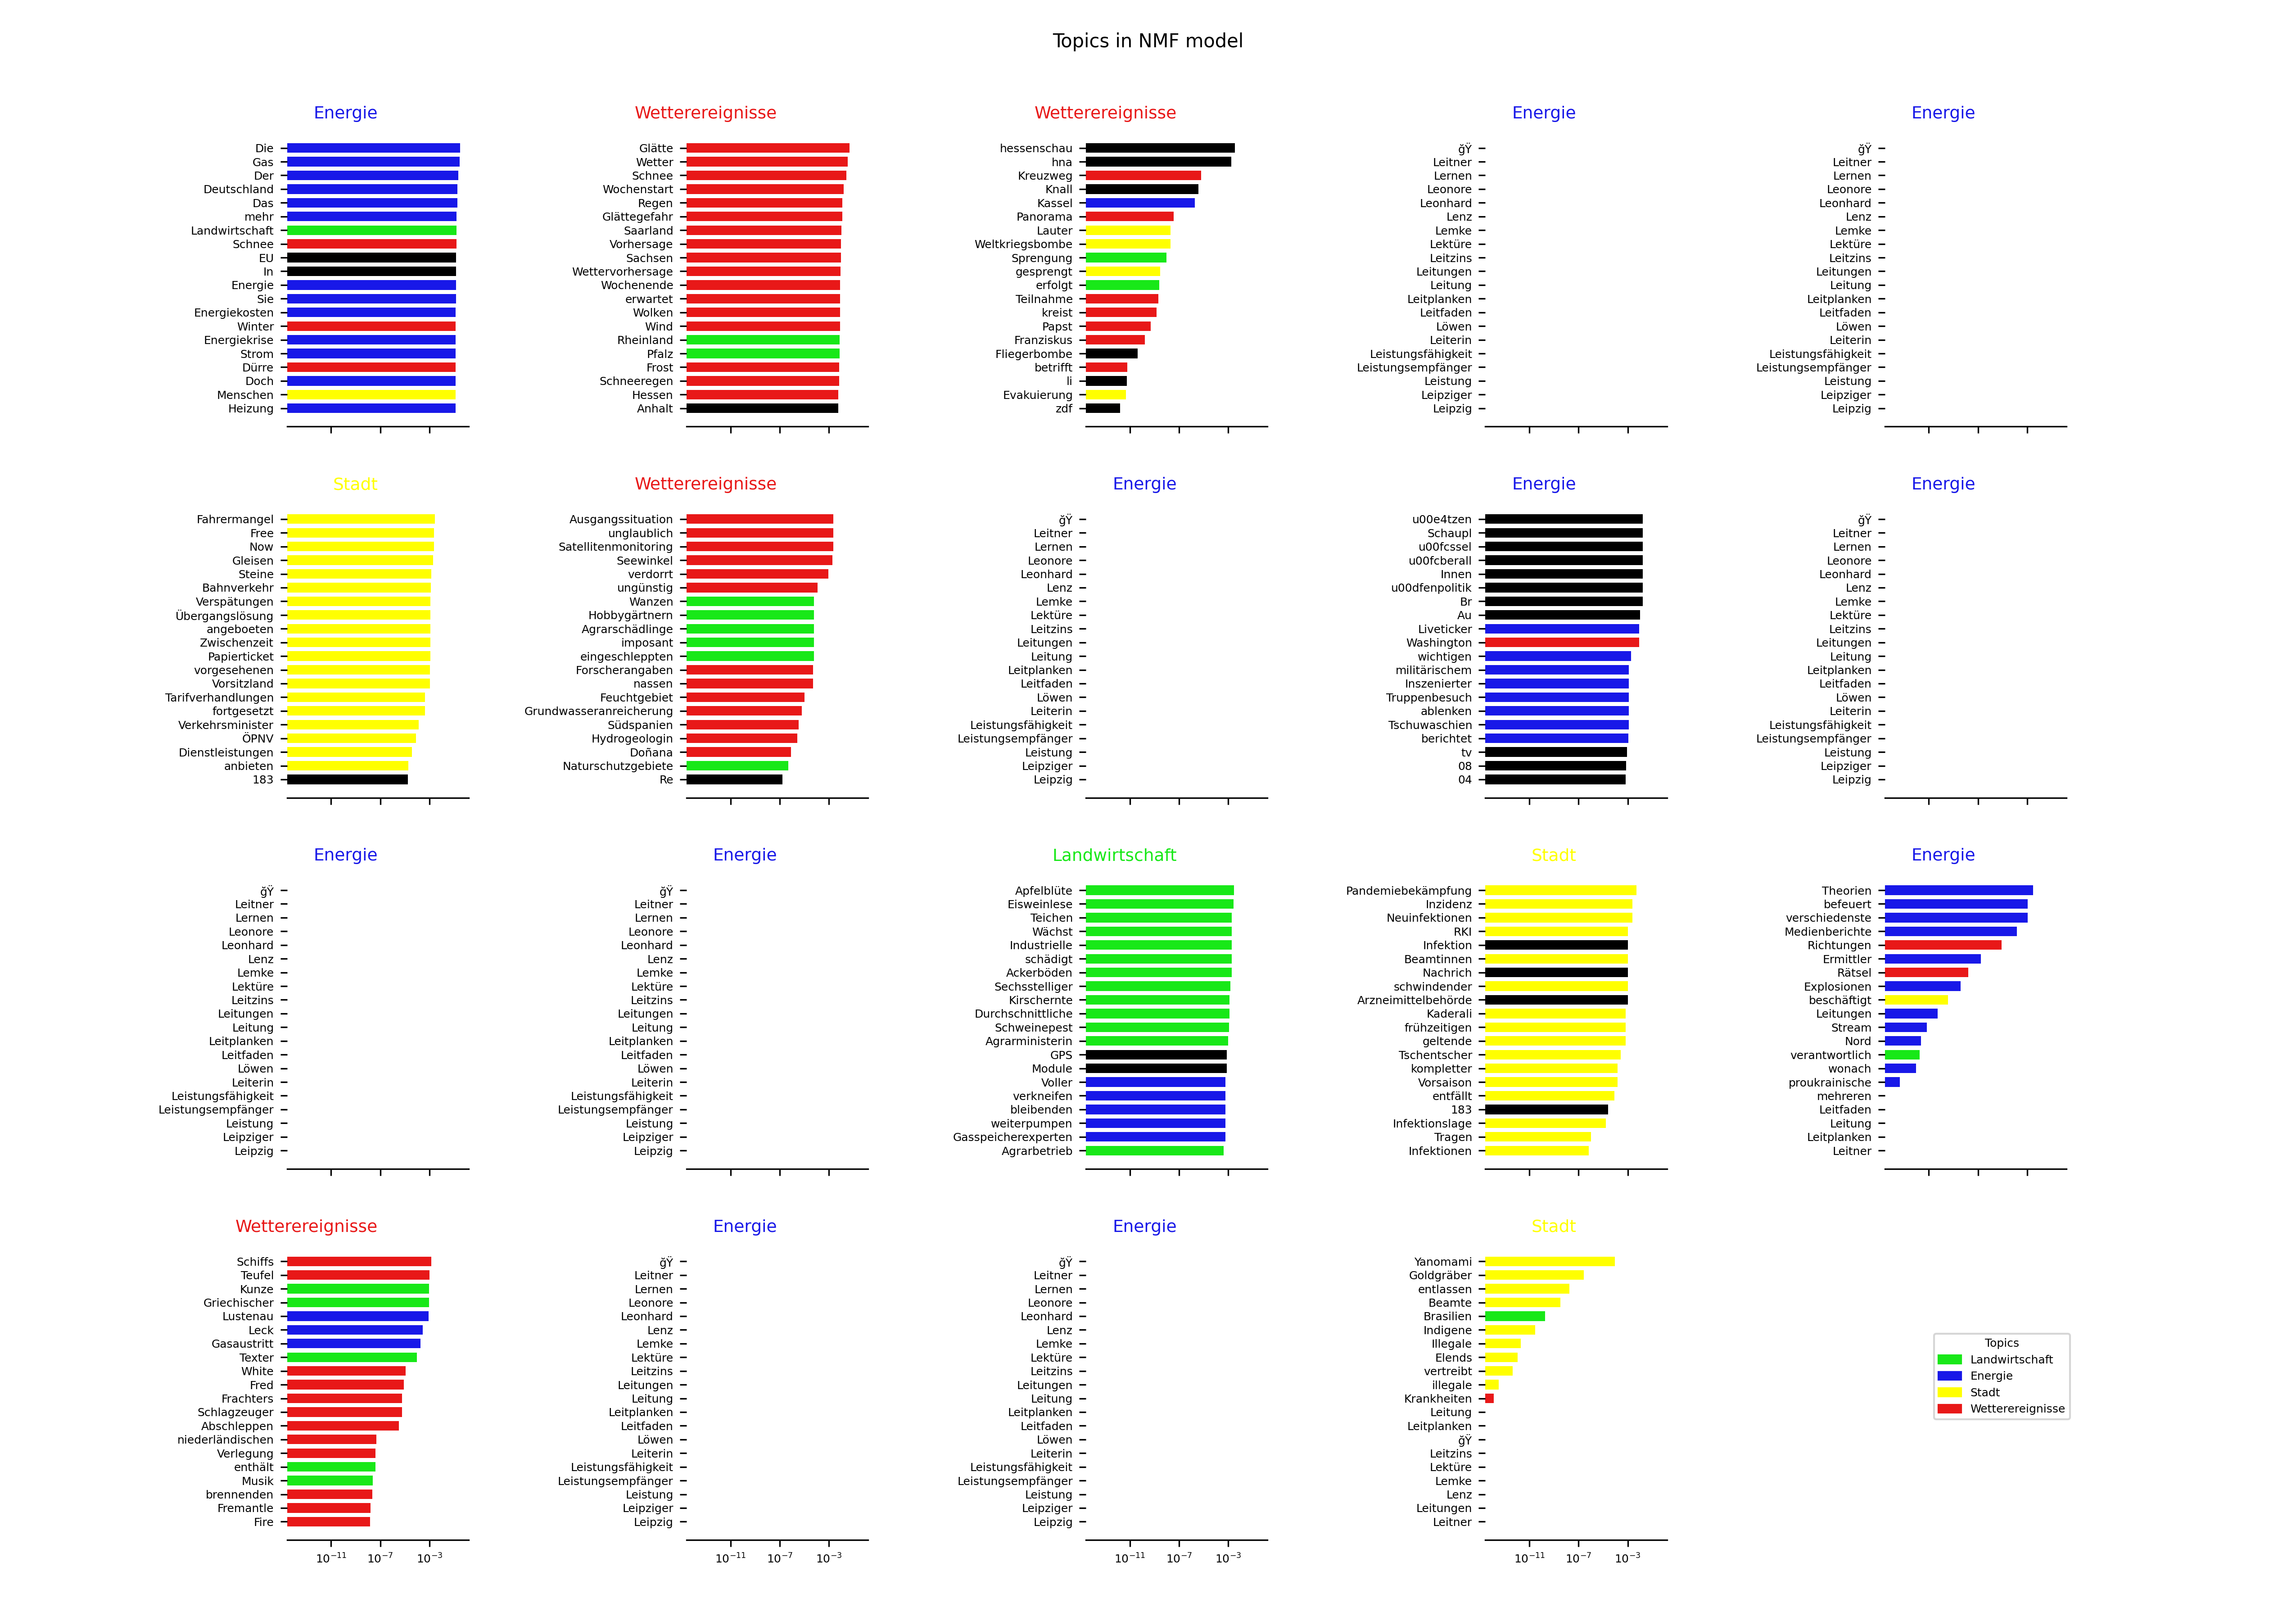 Topics in NMF model
Energie
Die
Gas
Der
Deutschland
Das
mehr
Landwirtschaft
Schnee
EU
In
Energie
Sie
Energiekosten
Winter
Energiekrise
Strom
Dürre
Doch
Menschen
Heizung
Wetterereignisse
Glätte
Wetter
Schnee
Wochenstart
Regen
Glättegefahr
Saarland
Vorhersage
Sachsen
Wettervorhersage
Wochenende
erwartet
Wolken
Wind
Rheinland
Pfalz
Frost
Schneeregen
Hessen
Anhalt
Wetterereignisse
hessenschau
hna
Kreuzweg
Knall
Kassel
Panorama
Lauter
Weltkriegsbombe
Sprengung
gesprengt
erfolgt
Teilnahme
kreist
Papst
Franziskus
Fliegerbombe
betrifft
li
Evakuierung
zdf
Energie
ğŸ
Leitner
Lernen
Leonore
Leonhard
Lenz
Lemke
Lektüre
Leitzins
Leitungen
Leitung
Leitplanken
Leitfaden
Löwen
Leiterin
Leistungsfähigkeit
Leistungsempfänger
Leistung
Leipziger
Leipzig
Energie
ğŸ
Leitner
Lernen
Leonore
Leonhard
Lenz
Lemke
Lektüre
Leitzins
Leitungen
Leitung
Leitplanken
Leitfaden
Löwen
Leiterin
Leistungsfähigkeit
Leistungsempfänger
Leistung
Leipziger
Leipzig
Stadt
Fahrermangel
Free
Now
Gleisen
Steine
Bahnverkehr
Verspätungen
Übergangslösung
angeboeten
Zwischenzeit
Papierticket
vorgesehenen
Vorsitzland
Tarifverhandlungen
fortgesetzt
Verkehrsminister
ÖPNV
Dienstleistungen
anbieten
183
Wetterereignisse
Ausgangssituation
unglaublich
Satellitenmonitoring
Seewinkel
verdorrt
ungünstig
Wanzen
Hobbygärtnern
Agrarschädlinge
imposant
eingeschleppten
Forscherangaben
nassen
Feuchtgebiet
Grundwasseranreicherung
Südspanien
Hydrogeologin
Doñana
Naturschutzgebiete
Re
Energie
ğŸ
Leitner
Lernen
Leonore
Leonhard
Lenz
Lemke
Lektüre
Leitzins
Leitungen
Leitung
Leitplanken
Leitfaden
Löwen
Leiterin
Leistungsfähigkeit
Leistungsempfänger
Leistung
Leipziger
Leipzig
Energie
u00e4tzen
Schaupl
u00fcssel
u00fcberall
Innen
u00dfenpolitik
Br
Au
Liveticker
Washington
wichtigen
militärischem
Inszenierter
Truppenbesuch
ablenken
Tschuwaschien
berichtet
tv
08
04
Energie
ğŸ
Leitner
Lernen
Leonore
Leonhard
Lenz
Lemke
Lektüre
Leitzins
Leitungen
Leitung
Leitplanken
Leitfaden
Löwen
Leiterin
Leistungsfähigkeit
Leistungsempfänger
Leistung
Leipziger
Leipzig
Energie
ğŸ
Leitner
Lernen
Leonore
Leonhard
Lenz
Lemke
Lektüre
Leitzins
Leitungen
Leitung
Leitplanken
Leitfaden
Löwen
Leiterin
Leistungsfähigkeit
Leistungsempfänger
Leistung
Leipziger
Leipzig
Energie
ğŸ
Leitner
Lernen
Leonore
Leonhard
Lenz
Lemke
Lektüre
Leitzins
Leitungen
Leitung
Leitplanken
Leitfaden
Löwen
Leiterin
Leistungsfähigkeit
Leistungsempfänger
Leistung
Leipziger
Leipzig
Landwirtschaft
Apfelblüte
Eisweinlese
Teichen
Wächst
Industrielle
schädigt
Ackerböden
Sechsstelliger
Kirschernte
Durchschnittliche
Schweinepest
Agrarministerin
GPS
Module
Voller
verkneifen
bleibenden
weiterpumpen
Gasspeicherexperten
Agrarbetrieb
Stadt
Pandemiebekämpfung
Inzidenz
Neuinfektionen
RKI
Infektion
Beamtinnen
Nachrich
schwindender
Arzneimittelbehörde
Kaderali
frühzeitigen
geltende
Tschentscher
kompletter
Vorsaison
entfällt
183
Infektionslage
Tragen
Infektionen
Energie
Theorien
befeuert
verschiedenste
Medienberichte
Richtungen
Ermittler
Rätsel
Explosionen
beschäftigt
Leitungen
Stream
Nord
verantwortlich
wonach
proukrainische
mehreren
Leitfaden
Leitung
Leitplanken
Leitner
Wetterereignisse
Schiffs
Teufel
Kunze
Griechischer
Lustenau
Leck
Gasaustritt
Texter
White
Fred
Frachters
Schlagzeuger
Abschleppen
niederländischen
Verlegung
enthält
Musik
brennenden
Fremantle
Fire
10⁻¹¹ 10⁻⁷ 10⁻³
Energie
ğŸ
Leitner
Lernen
Leonore
Leonhard
Lenz
Lemke
Lektüre
Leitzins
Leitungen
Leitung
Leitplanken
Leitfaden
Löwen
Leiterin
Leistungsfähigkeit
Leistungsempfänger
Leistung
Leipziger
Leipzig
10⁻¹¹ 10⁻⁷ 10⁻³
Energie
ğŸ
Leitner
Lernen
Leonore
Leonhard
Lenz
Lemke
Lektüre
Leitzins
Leitungen
Leitung
Leitplanken
Leitfaden
Löwen
Leiterin
Leistungsfähigkeit
Leistungsempfänger
Leistung
Leipziger
Leipzig
10⁻¹¹ 10⁻⁷ 10⁻³
Stadt
Yanomami
Goldgräber
entlassen
Beamte
Brasilien
Indigene
Illegale
Elends
vertreibt
illegale
Krankheiten
Leitung
Leitplanken
ğŸ
Leitzins
Lektüre
Lemke
Lenz
Leitungen
Leitner
10⁻¹¹ 10⁻⁷ 10⁻³
Topics
Landwirtschaft
Energie
Stadt
Wetterereignisse